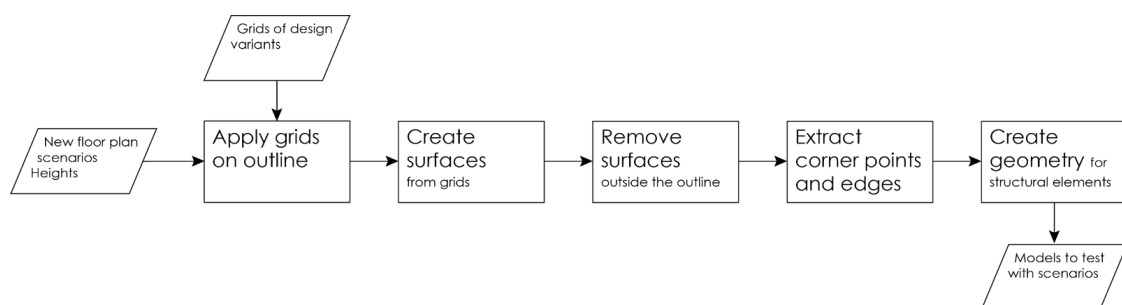 Grids of design
variants
New floor plan
scenarios
Heights
Apply grids
on outline
Create
surfaces
from grids
Remove
surfaces
outside the outline
Extract
corner points
and edges
Create
geometry for
structural elements
Models to test
with scenarios